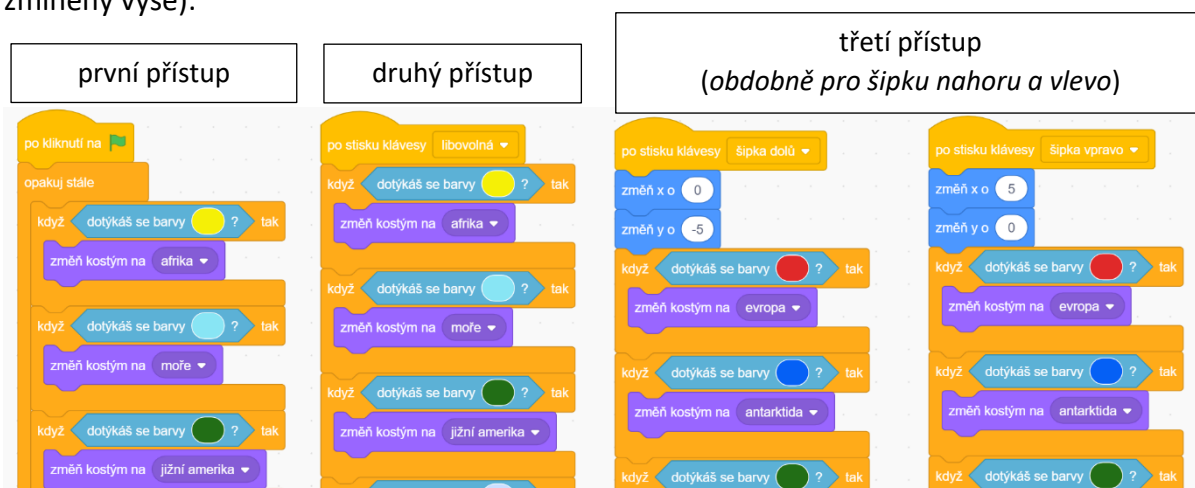 zmíněny výše):
první přístup
druhý přístup
třetí přístup
(obdobně pro šipku nahoru a vlevo)
po kliknutí na
opakuj stále
když dotýkáš se barvy ? tak
změň kostým na afrika
když dotýkáš se barvy ? tak
změň kostým na moře
když dotýkáš se barvy ? tak
změň kostým na jižní amerika
po stisku klávesy libovolná
když dotýkáš se barvy ? tak
změň kostým na afrika
když dotýkáš se barvy ? tak
změň kostým na moře
když dotýkáš se barvy ? tak
změň kostým na jižní amerika
po stisku klávesy šipka dolů
změň x o 0
změň y o -5
když dotýkáš se barvy ? tak
změň kostým na evropa
když dotýkáš se barvy ? tak
změň kostým na antarktida
když dotýkáš se barvy ? tak
po stisku klávesy šipka vpravo
změň x o 5
změň y o 0
když dotýkáš se barvy ? tak
změň kostým na evropa
když dotýkáš se barvy ? tak
změň kostým na antarktida
když dotýkáš se barvy ? tak